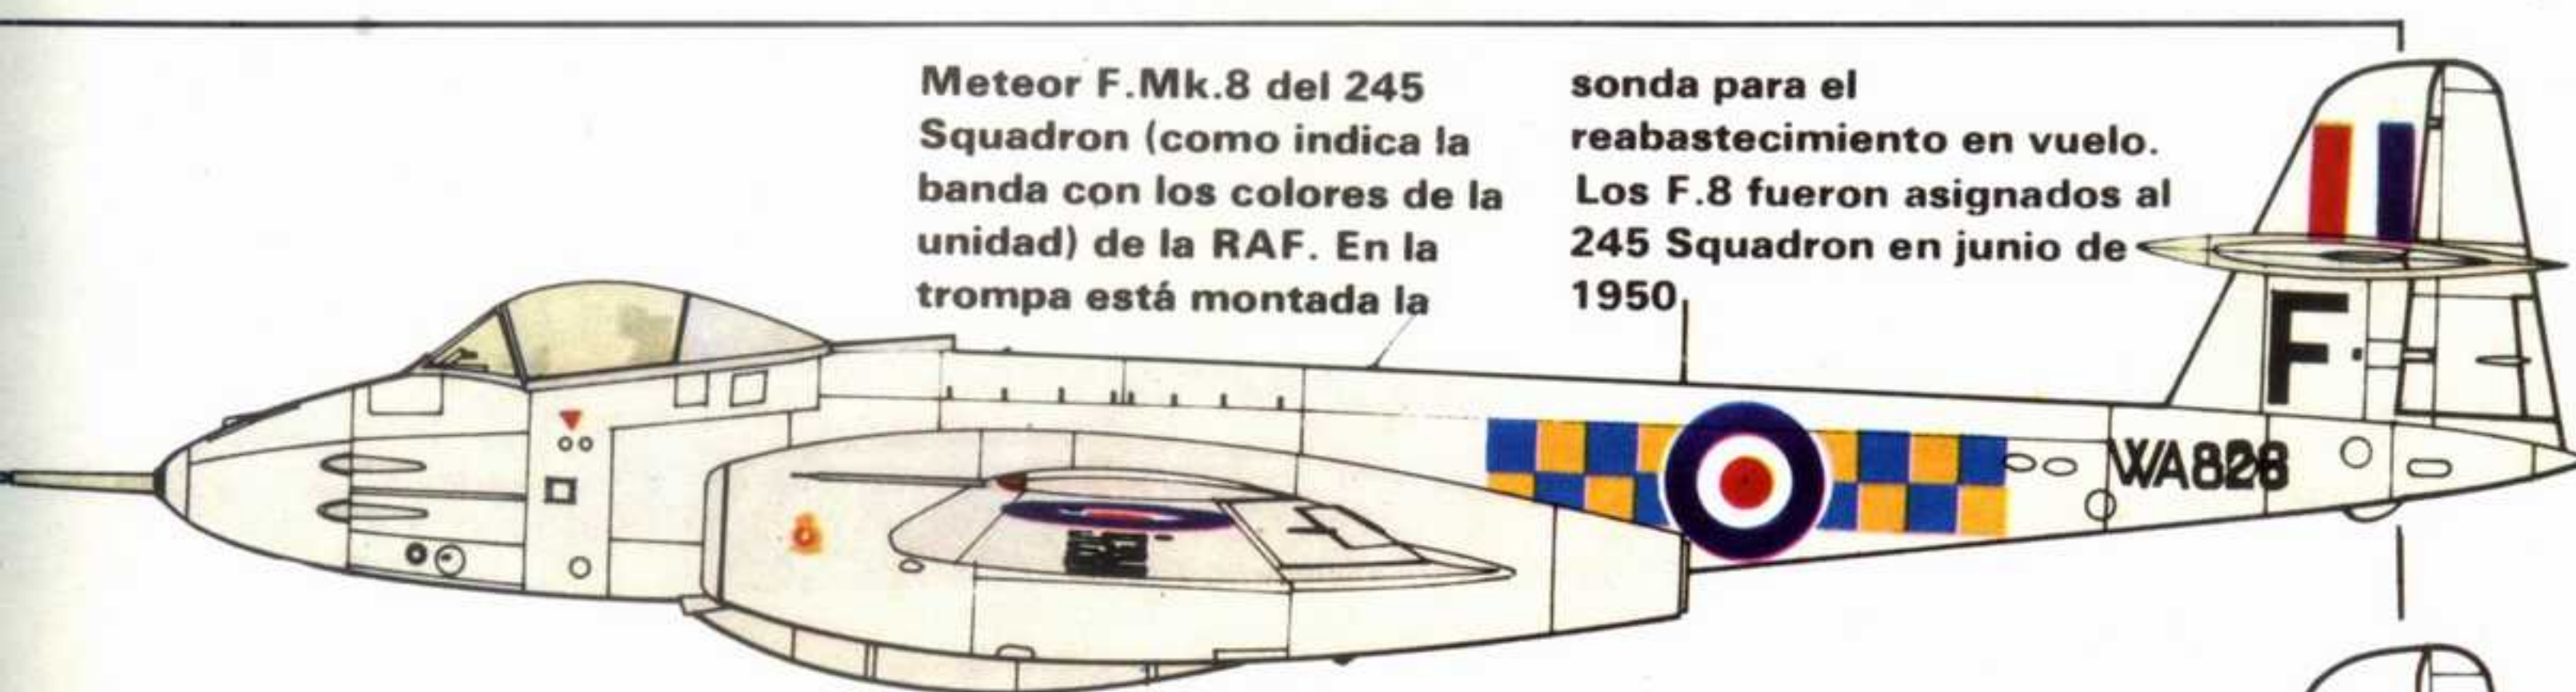 Meteor F.Mk.8 del 245
Squadron (como indica la
banda con los colores de la
unidad) de la RAF. En la
trompa está montada la
sonda para el
reabastecimiento en vuelo.
Los F.8 fueron asignados al
245 Squadron en junio de
1950
F